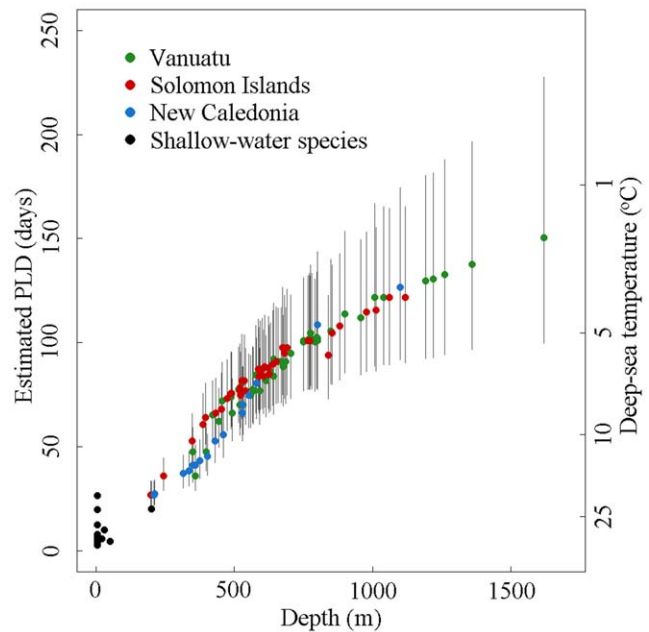 250
200
150
100
50
0
Estimated PLD (days)
Vanuatu
Solomon Islands
New Caledonia
Shallow-water species
1
5
10
25
Deep-sea temperature (°C)
0 500 1000 1500
Depth (m)